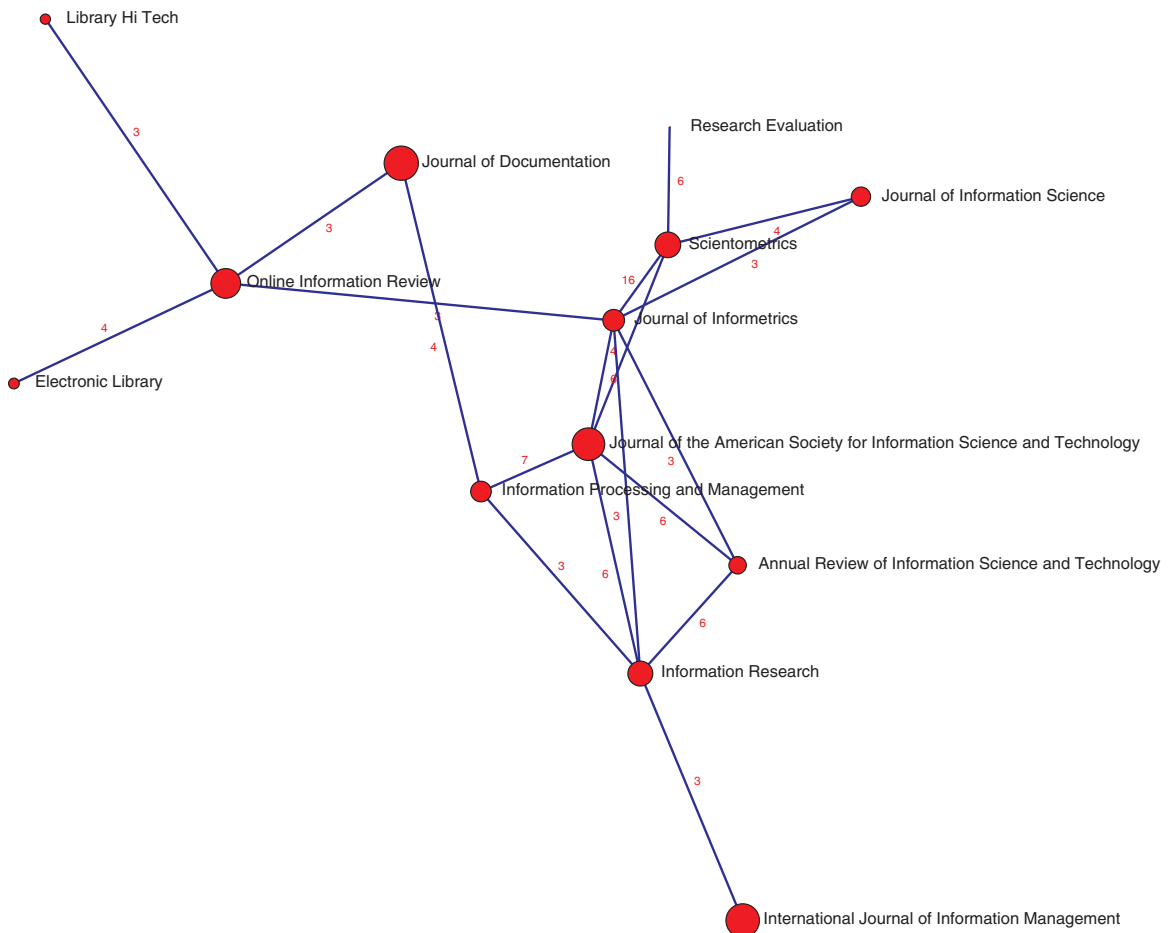 Library Hi Tech
Research Evaluation
3
Journal of Documentation
6
Journal of Information Science
3
4
Scientometrics
3
16
Online Information Review
3
Journal of Informetrics
4
4
4
6
Electronic Library
Journal of the American Society for Information Science and Technology
7
3
Information Processing and Management
3
6
Annual Review of Information Science and Technology
3
6
6
Information Research
3
International Journal of Information Management